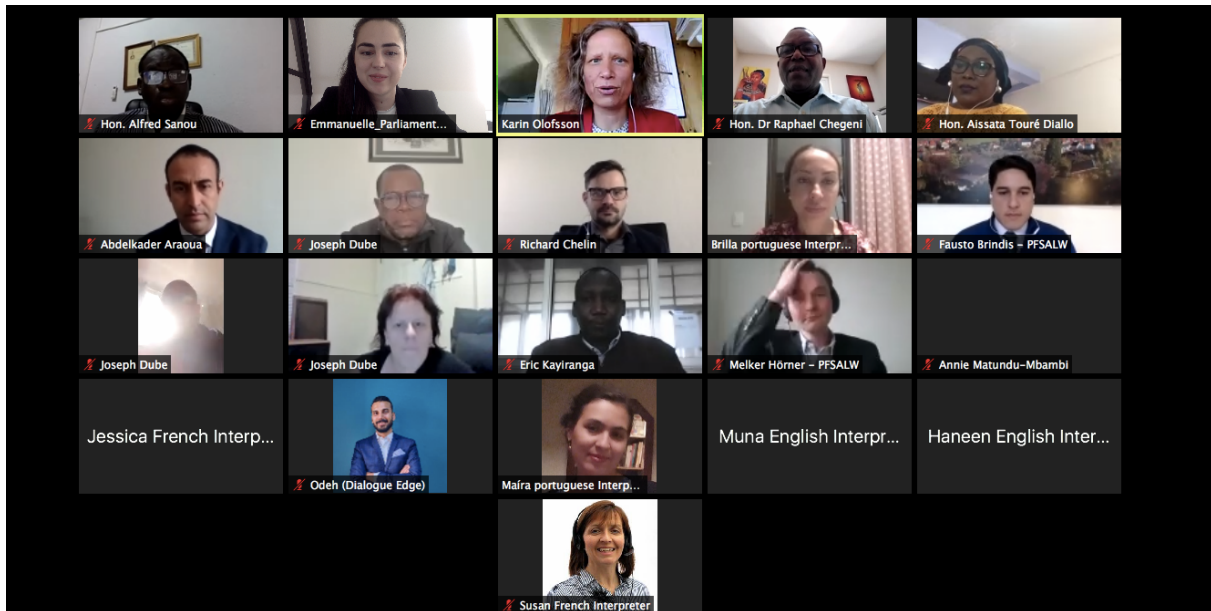 Hon. Alfred Sanou
Emmanuelle_Parliament...
Karin Olofsson
Hon. Dr Raphael Chegeni
Hon. Aissata Touré Diallo
Abdelkader Araoua
Joseph Dube
Richard Chelin
Brilla portuguese Interpr...
Fausto Brindis - PFSALW
Joseph Dube
Joseph Dube
Eric Kayiranga
Melker Hörner - PFSALW
Annie Matundu-Mbambi
Jessica French Interp...
Odeh (Dialogue Edge)
Maíra portuguese Interp...
Muna English Interpr...
Haneen English Inter...
Susan French Interpreter